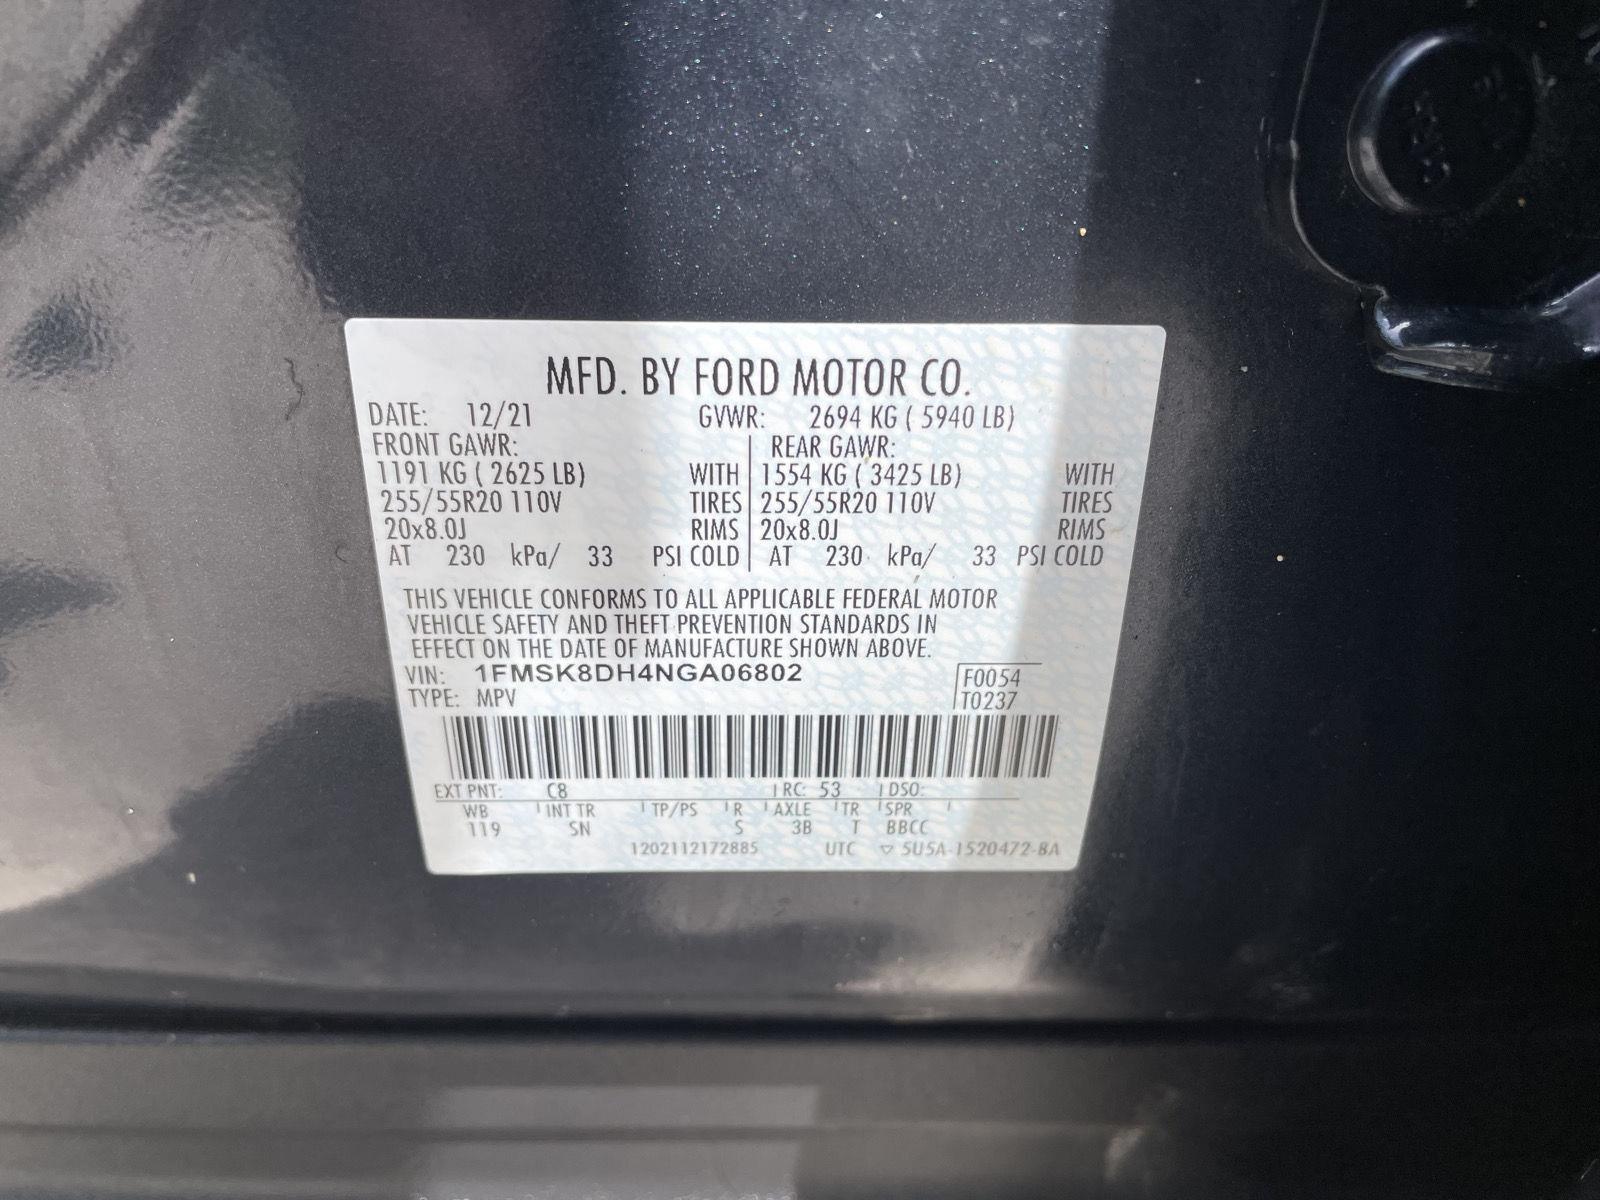 MFD. BY FORD MOTOR CO.
DATE: 12/21 GVWR: 2694 KG ( 5940 LB)
FRONT GAWR: REAR GAWR:
1191 KG ( 2625 LB) WITH 1554 KG ( 3425 LB) WITH
255/55R20 110V TIRES 255/55R20 110V TIRES
20x8.0J RIMS 20x8.0J RIMS
AT 230 kPa/ 33 PSI COLD AT 230 kPa/ 33 PSI COLD
THIS VEHICLE CONFORMS TO ALL APPLICABLE FEDERAL MOTOR
VEHICLE SAFETY AND THEFT PREVENTION STANDARDS IN
EFFECT ON THE DATE OF MANUFACTURE SHOWN ABOVE.
VIN: 1FMSK8DH4NGA06802 F0054
TYPE: MPV T0237
EXT PNT: C8 RC: 53 DSO:
WB INT TR TP/PS R AXLE TR SPR
119 SN S 3B T BBCC
1202112172885 UTC ▽ 5U5A-1520472-BA